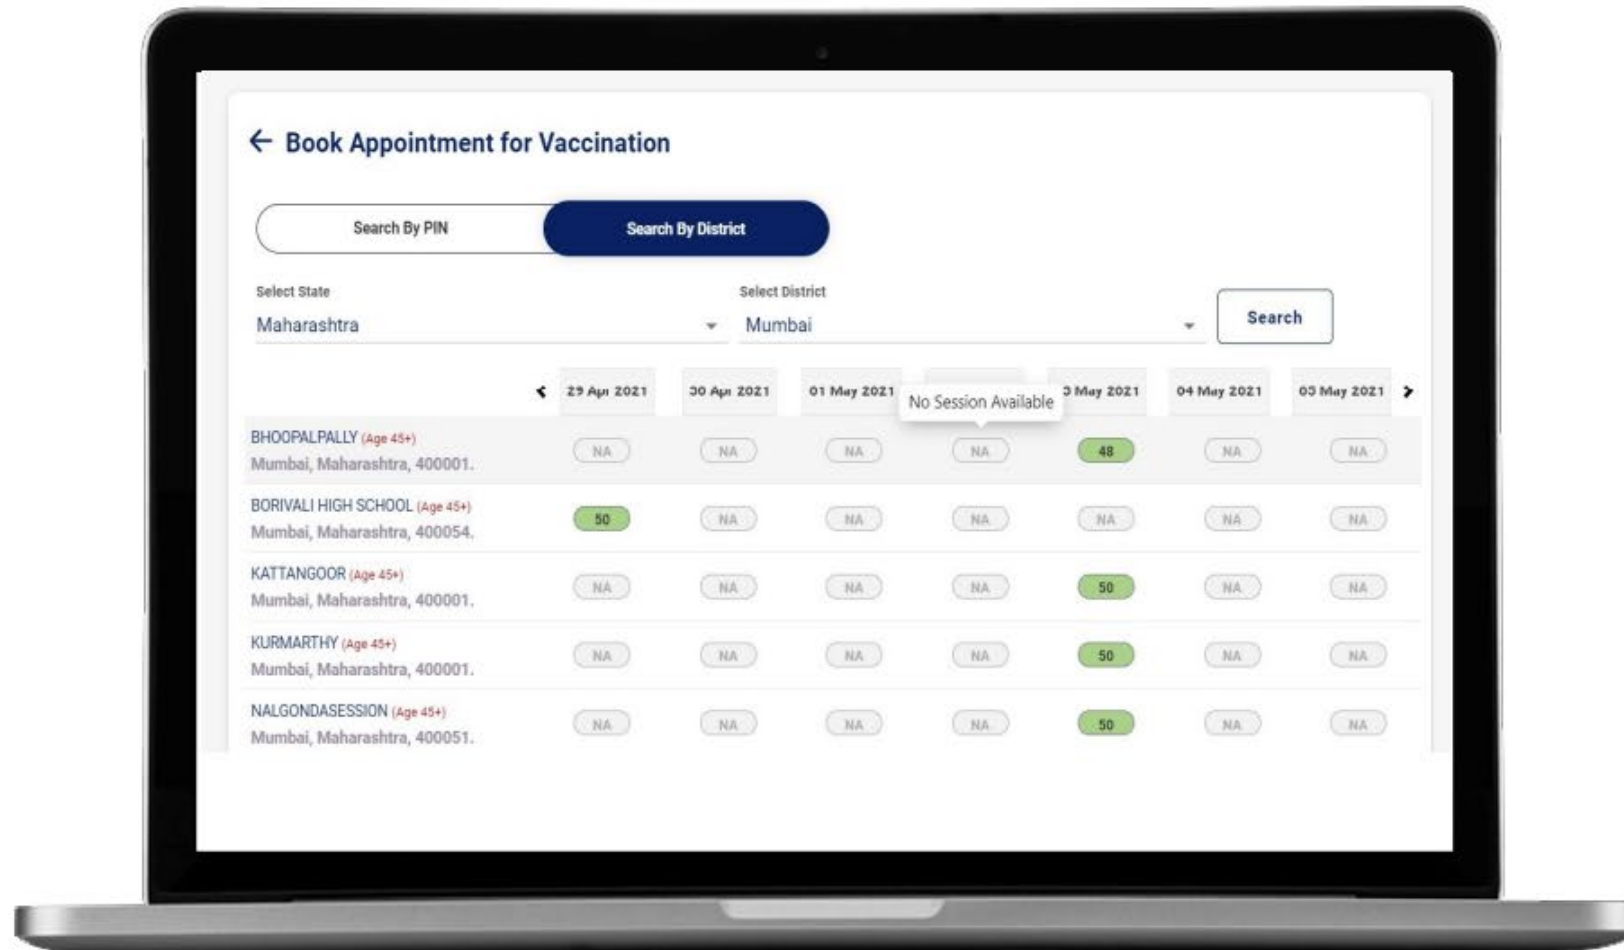 Book Appointment for Vaccination
Search By PIN Search By District
Select State Select District
Maharashtra Mumbai Search
29 Apr 2021 30 Apr 2021 01 May 2021 No Session Available 3 May 2021 04 May 2021 05 May 2021
BHOOPALPALLY (Age 45+)
Mumbai, Maharashtra, 400001.
NA NA NA NA 48 NA NA
BORIVALI HIGH SCHOOL (Age 45+)
Mumbai, Maharashtra, 400054.
50 NA NA NA NA NA NA
KATTANGOOR (Age 45+)
Mumbai, Maharashtra, 400001.
NA NA NA NA 50 NA NA
KURMARTHY (Age 45+)
Mumbai, Maharashtra, 400001.
NA NA NA NA 50 NA NA
NALGONDASESSION (Age 45+)
Mumbai, Maharashtra, 400051.
NA NA NA NA 50 NA NA